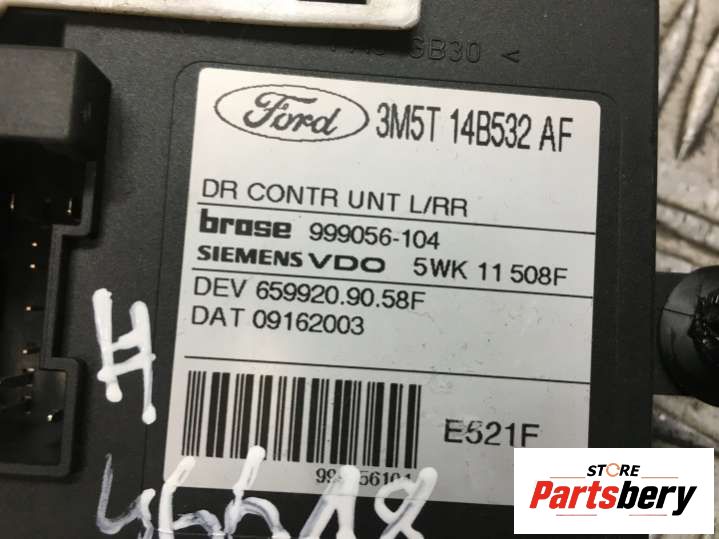 GB30 <
Ford 3M5T 14B532 AF
DR CONTR UNT L/RR
brose 999056-104
SIEMENS VDO 5WK 11 508F
DEV 659920.90.58F
DAT 09162003
E521F
H
STORE
Partsbery